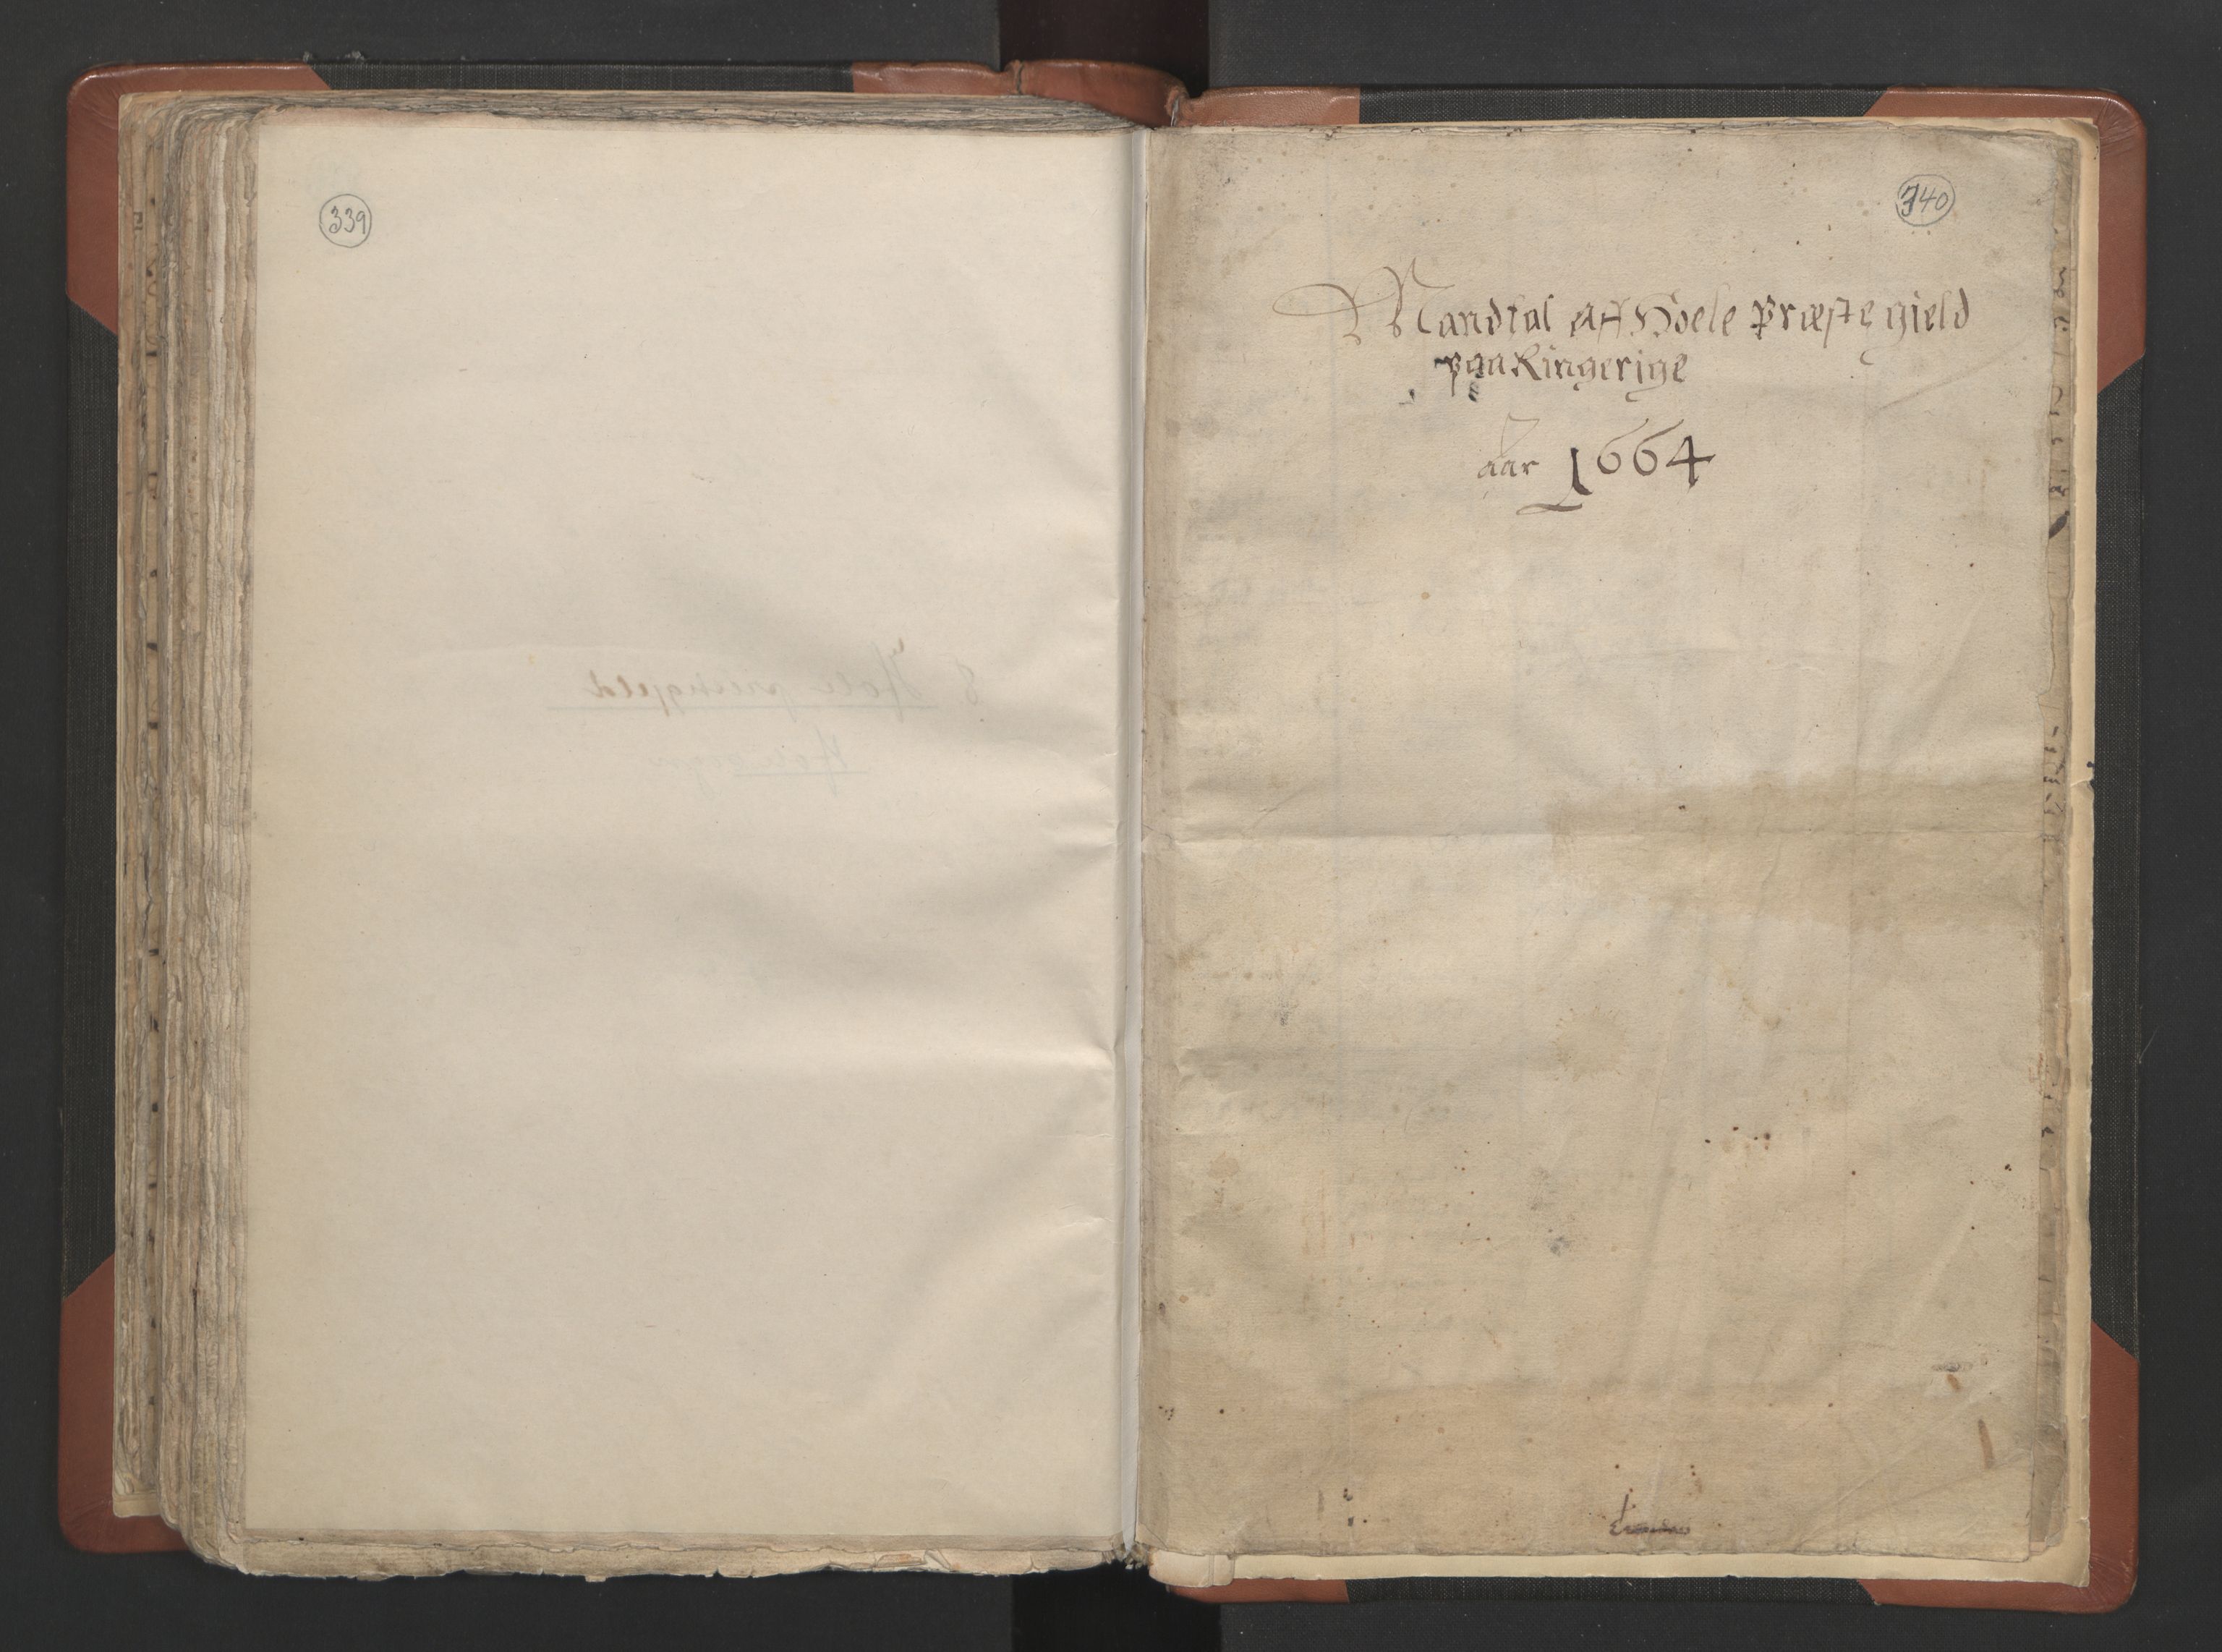 339
340
Mandtal Aff Hoele Præstegield
paa Ringerige
aar 1664